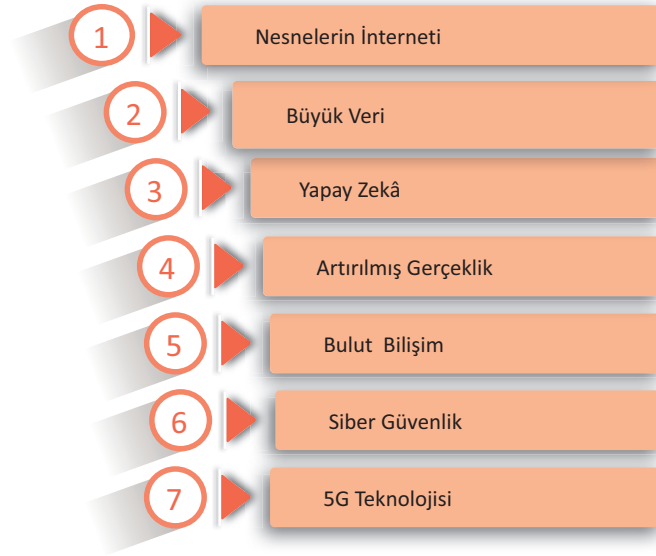 1 Nesnelerin İnterneti
2 Büyük Veri
3 Yapay Zekâ
4 Artırılmış Gerçeklik
5 Bulut Bilişim
6 Siber Güvenlik
7 5G Teknolojisi